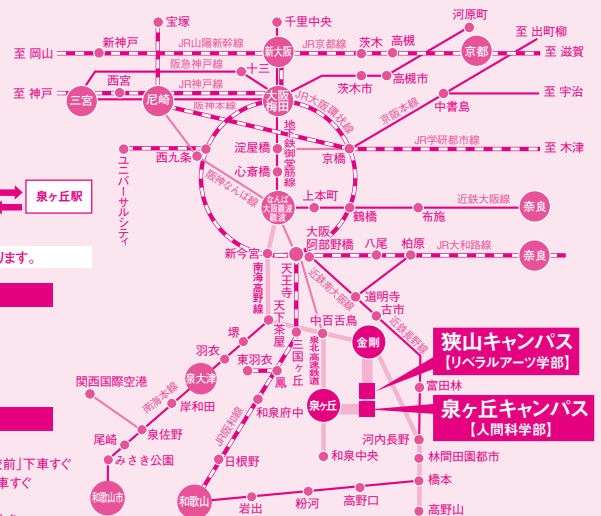 宝塚
千里中央
河原町
至 出町柳
新神戸
JR山陽新幹線
新大阪
JR京都線
茨木
高槻
京都
至 岡山
至 滋賀
阪急神戸線
十三
西宮
JR神戸線
茨木市
高槻市
至 神戸
三宮
尼崎
阪神本線
大阪
梅田
JR大阪環状線
京阪本線
中書島
至 宇治
地下鉄御堂筋線
淀屋橋
京橋
JR学研都市線
至 木津
ユニバーサルシティ
西九条
心斎橋
阪神なんば線
なんば
大阪難波
難波
上本町
鶴橋
近鉄大阪線
布施
奈良
泉ヶ丘駅
大阪
阿部野橋
八尾
柏原
JR大和路線
奈良
ります。
新今宮
天王寺
南海高野線
近鉄南大阪線
道明寺
古市
天下茶屋
中百舌鳥
近鉄長野線
堺
三国ヶ丘
泉北高速鉄道
金剛
狭山キャンパス
【リベラルアーツ学部】
羽衣
東羽衣
鳳
関西国際空港
泉大津
富田林
南海本線
岸和田
和泉府中
泉ヶ丘
泉ヶ丘キャンパス
【人間科学部】
JR阪和線
尾崎
泉佐野
河内長野
前」下車すぐ
みさき公園
日根野
和泉中央
林間田園都市
車すぐ
橋本
和歌山市
和歌山
岩出
粉河
高野口
高野山